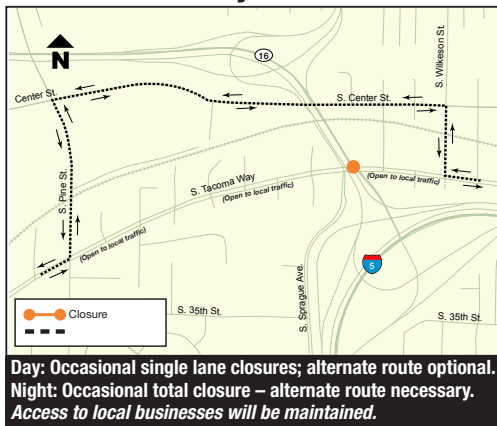 N
16
S. Wilkeson St.
Center St.
S. Center St.
S. Pine St.
S. Tacoma Way
(Open to local traffic)
(Open to local traffic)
(Open to local traffic)
5
S. Sprague Ave.
S. 35th St.
S. 35th St.
Closure
Day: Occasional single lane closures; alternate route optional.
Night: Occasional total closure – alternate route necessary.
Access to local businesses will be maintained.